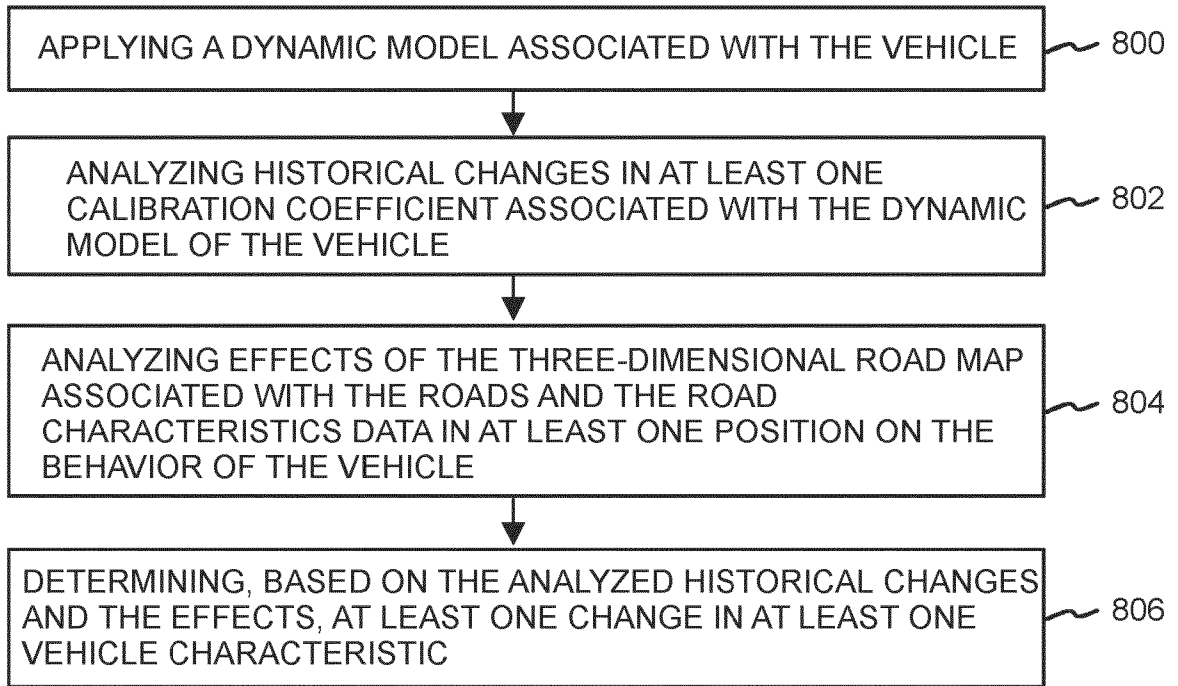 APPLYING A DYNAMIC MODEL ASSOCIATED WITH THE VEHICLE
800
ANALYZING HISTORICAL CHANGES IN AT LEAST ONE
CALIBRATION COEFFICIENT ASSOCIATED WITH THE DYNAMIC
MODEL OF THE VEHICLE
802
ANALYZING EFFECTS OF THE THREE-DIMENSIONAL ROAD MAP
ASSOCIATED WITH THE ROADS AND THE ROAD
CHARACTERISTICS DATA IN AT LEAST ONE POSITION ON THE
BEHAVIOR OF THE VEHICLE
804
DETERMINING, BASED ON THE ANALYZED HISTORICAL CHANGES
AND THE EFFECTS, AT LEAST ONE CHANGE IN AT LEAST ONE
VEHICLE CHARACTERISTIC
806